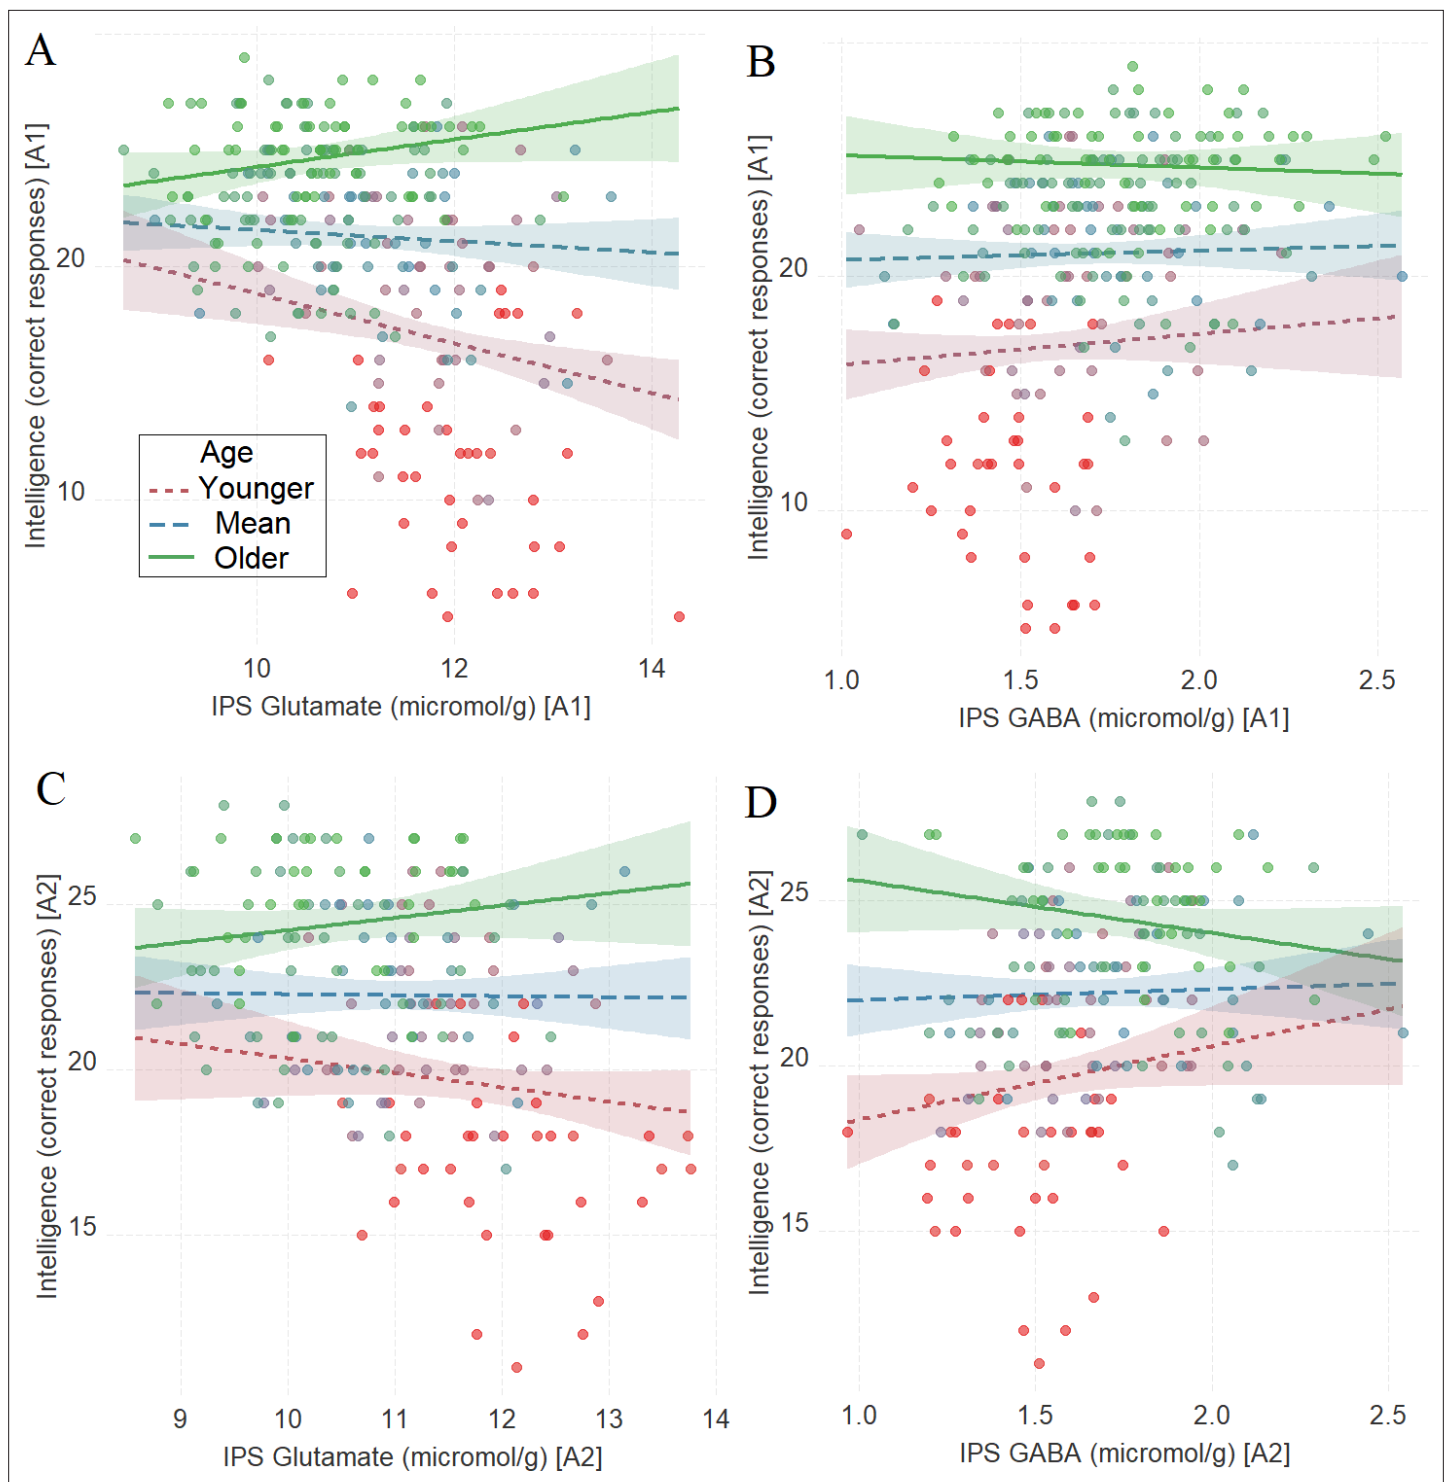 A
Intelligence (correct responses) [A1]
20
10
Age
Younger
Mean
Older
10 12 14
IPS Glutamate (micromol/g) [A1]
B
Intelligence (correct responses) [A1]
20
10
1.0 1.5 2.0 2.5
IPS GABA (micromol/g) [A1]
C
Intelligence (correct responses) [A2]
25
20
15
9 10 11 12 13 14
IPS Glutamate (micromol/g) [A2]
D
Intelligence (correct responses) [A2]
25
20
15
1.0 1.5 2.0 2.5
IPS GABA (micromol/g) [A2]